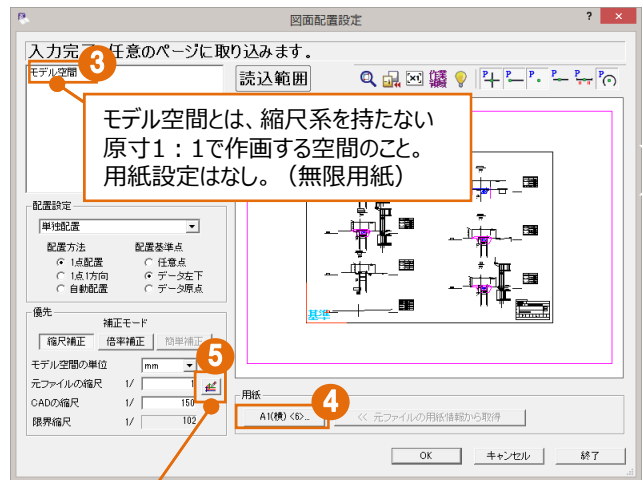 図面配置設定
? ×
入力完了 任意のページに取り込みます。
3
モデル空間
読込範囲
作業
モデル空間とは、縮尺系を持たない
原寸1：1で作画する空間のこと。
用紙設定はなし。（無限用紙）
配置設定
単独配置
配置方法 配置基準点
1点配置 任意点
1点1方向 データ左下
自動配置 データ原点
優先
補正モード
縮尺補正 倍率補正 簡単補正
5
モデル空間の単位 mm
元ファイルの縮尺 1/ 1
CADの縮尺 1/ 150
限界縮尺 1/ 102
基準
用紙
4
A1(横) <6>...
<< 元ファイルの用紙情報から取得
OK キャンセル 終了